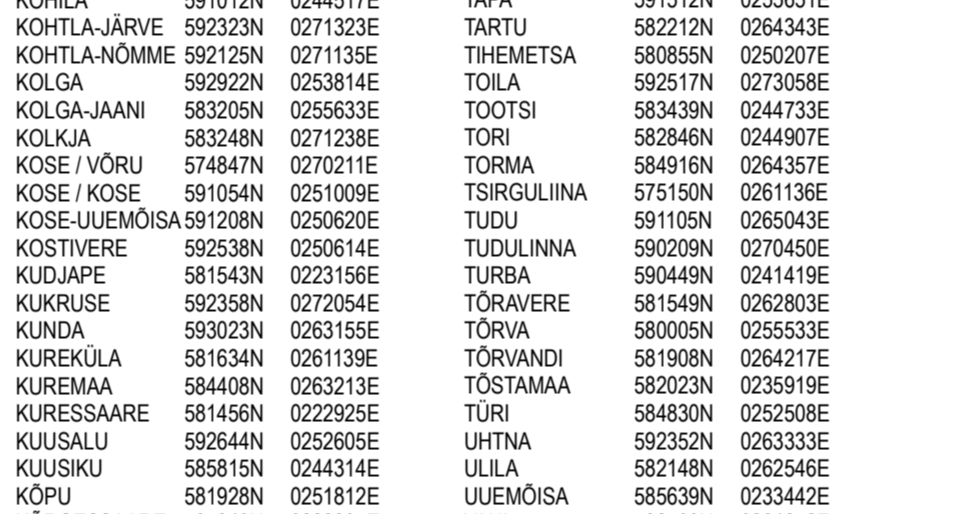 KOHILA 591012N 0244517E
KOHTLA-JÄRVE 592323N 0271323E
KOHTLA-NÕMME 592125N 0271135E
KOLGA 592922N 0253814E
KOLGA-JAANI 583205N 0255633E
KOLKJA 583248N 0271238E
KOSE / VÕRU 574847N 0270211E
KOSE / KOSE 591054N 0251009E
KOSE-UUEMÕISA 591208N 0250620E
KOSTIVERE 592538N 0250614E
KUDJAPE 581543N 0223156E
KUKRUSE 592358N 0272054E
KUNDA 593023N 0263155E
KUREKÜLA 581634N 0261139E
KUREMAA 584408N 0263213E
KURESSAARE 581456N 0222925E
KUUSALU 592644N 0252605E
KUUSIKU 585815N 0244314E
KÕPU 581928N 0251812E
TAPA 591512N 0255631E
TARTU 582212N 0264343E
TIHEMETSA 580855N 0250207E
TOILA 592517N 0273058E
TOOTSI 583439N 0244733E
TORI 582846N 0244907E
TORMA 584916N 0264357E
TSIRGULIINA 575150N 0261136E
TUDU 591105N 0265043E
TUDULINNA 590209N 0270450E
TURBA 590449N 0241419E
TÕRAVERE 581549N 0262803E
TÕRVA 580005N 0255533E
TÕRVANDI 581908N 0264217E
TÕSTAMAA 582023N 0235919E
TÜRI 584830N 0252508E
UHTNA 592352N 0263333E
ULILA 582148N 0262546E
UUEMÕISA 585639N 0233442E